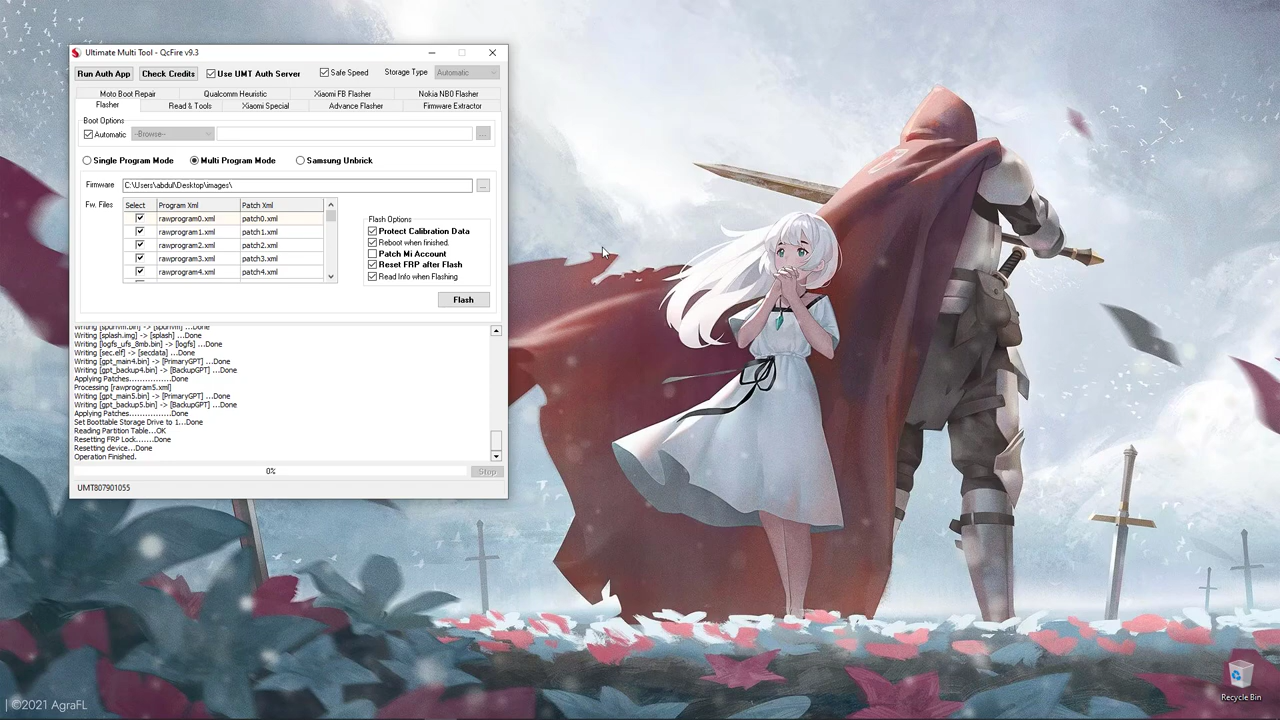 Ultimate Multi Tool - QcFire v9.3
Run Auth App Check Credits Use UMT Auth Server Safe Speed Storage Type Automatic
Moto Boot Repair Qualcomm Heuristic Xiaomi FB Flasher Nokia NB0 Flasher
Flasher Read & Tools Xiaomi Special Advance Flasher Firmware Extractor
Boot Options
Automatic --Browse-- ...
Single Program Mode Multi Program Mode Samsung Unbrick
Firmware C:\Users\abdul\Desktop\images\ ...
Fw. Files Select Program Xml Patch Xml
rawprogram0.xml patch0.xml
rawprogram1.xml patch1.xml
rawprogram2.xml patch2.xml
rawprogram3.xml patch3.xml
rawprogram4.xml patch4.xml
Flash Options
Protect Calibration Data
Reboot when finished.
Patch Mi Account
Reset FRP after Flash
Read Info when Flashing
Flash
Writing [spunvm.bin] -> [spunvm] ...Done
Writing [splash.img] -> [splash] ...Done
Writing [logfs_ufs_8mb.bin] -> [logfs] ...Done
Writing [sec.elf] -> [secdata] ...Done
Writing [gpt_main4.bin] -> [PrimaryGPT] ...Done
Writing [gpt_backup4.bin] -> [BackupGPT] ...Done
Applying Patches...............Done
Processing [rawprogram5.xml]
Writing [gpt_main5.bin] -> [PrimaryGPT] ...Done
Writing [gpt_backup5.bin] -> [BackupGPT] ...Done
Applying Patches...............Done
Set Boottable Storage Drive to 1...Done
Reading Partition Table...OK
Resetting FRP Lock.......Done
Resetting device...Done
Operation Finished.
0% Stop
UMT807901055
Recycle Bin
| ©2021 AgraFL